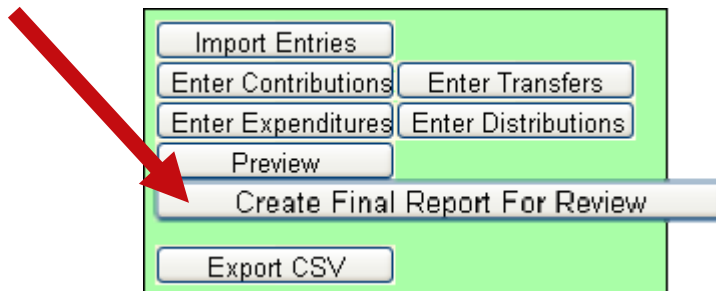 Import Entries
Enter Contributions Enter Transfers
Enter Expenditures Enter Distributions
Preview
Create Final Report For Review
Export CSV